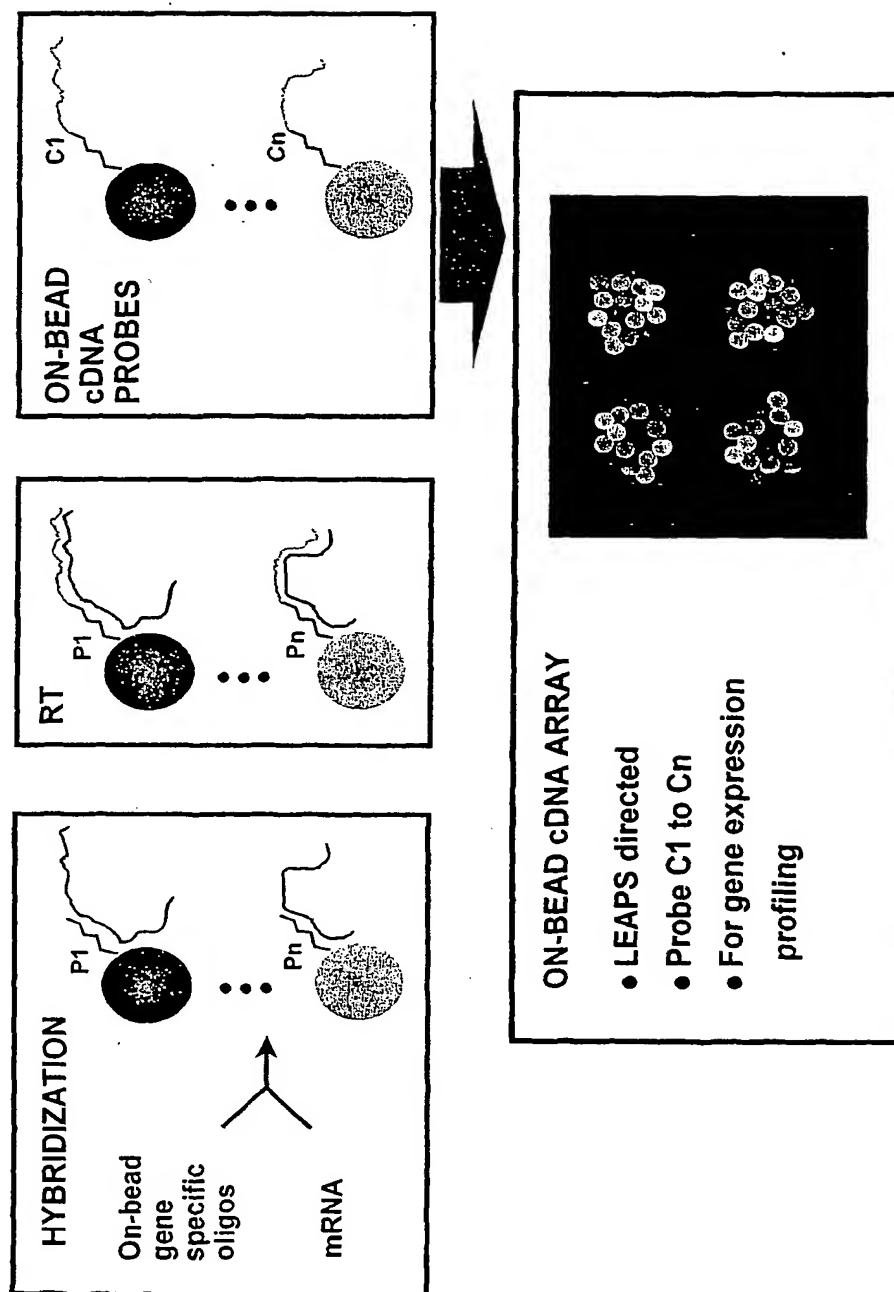 HYBRIDIZATION
On-bead
gene
specific
oligos
mRNA
P1
Pn
RT
P1
Pn
ON-BEAD
cDNA
PROBES
C1
Cn
ON-BEAD cDNA ARRAY
● LEAPS directed
● Probe C1 to Cn
● For gene expression
profiling